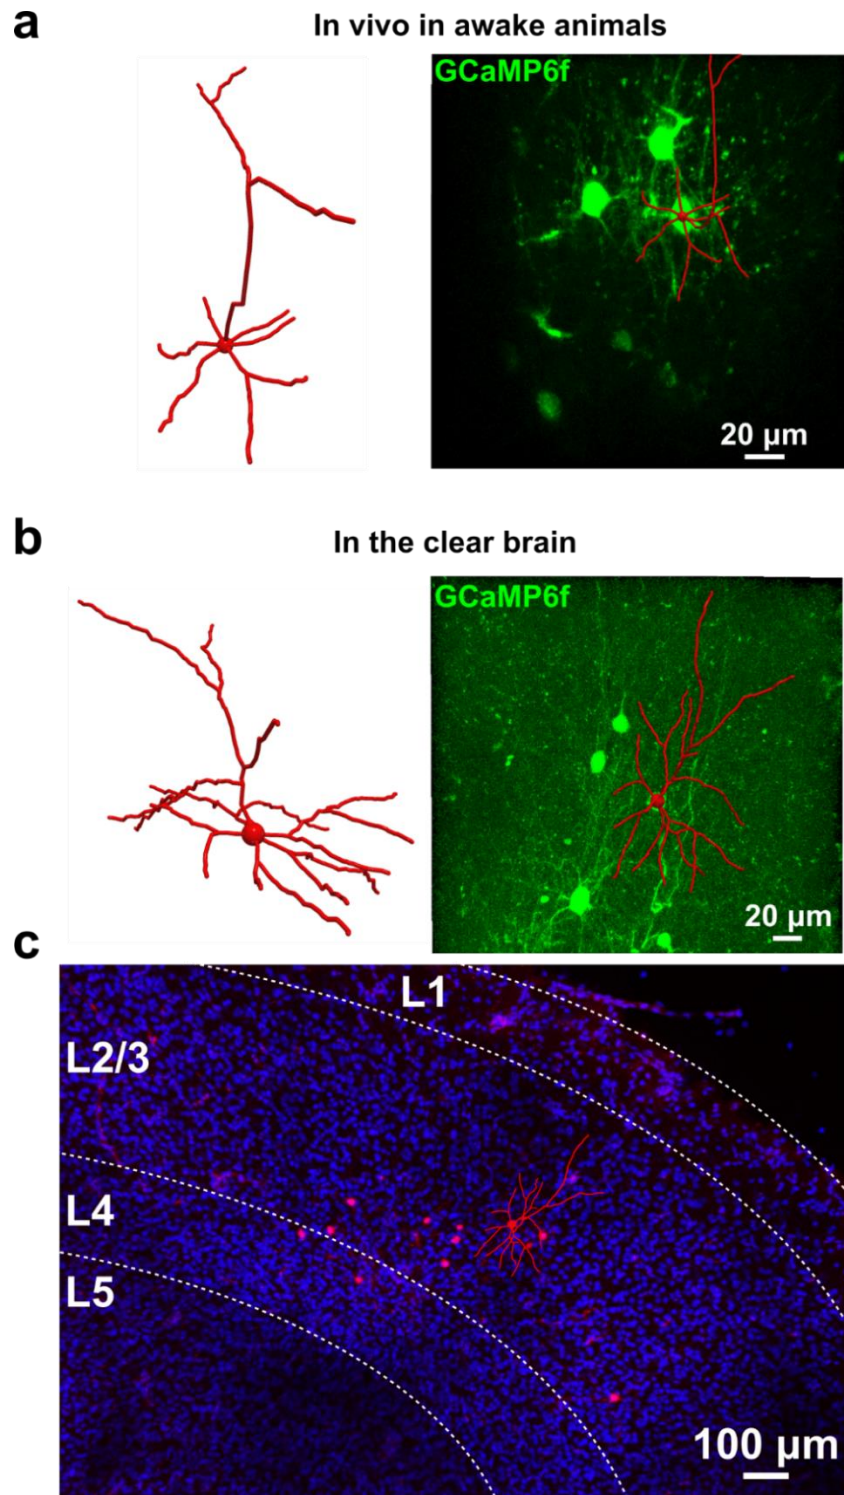 a
In vivo in awake animals
GCaMP6f
20 µm
b
In the clear brain
GCaMP6f
20 µm
c
L1
L2/3
L4
L5
100 µm